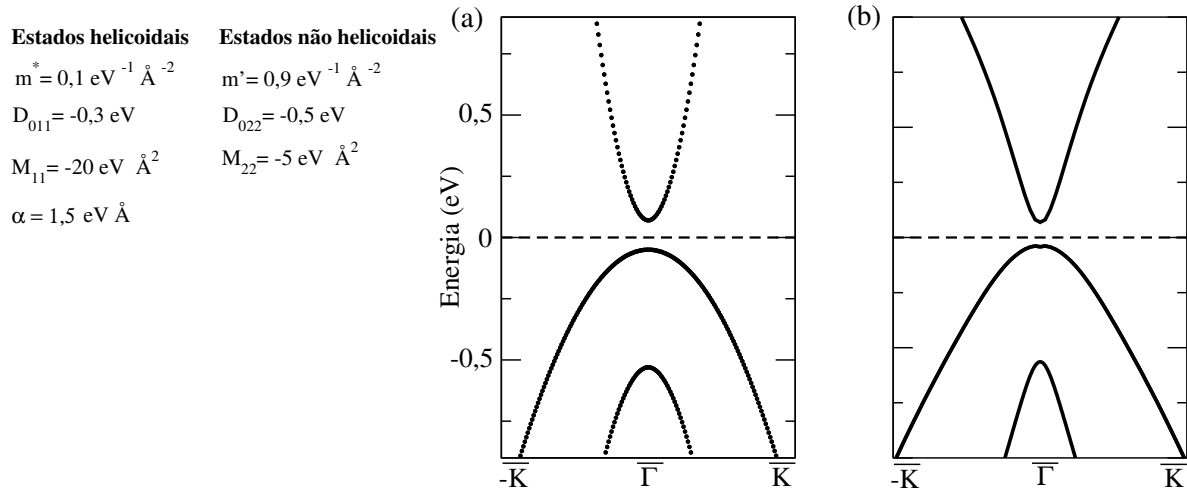 Estados helicoidais
m* = 0,1 eV -1 Å -2
D011= -0,3 eV
M11= -20 eV Å2
α = 1,5 eV Å
Estados não helicoidais
m'= 0,9 eV -1 Å -2
D022= -0,5 eV
M22= -5 eV Å2
(a)
Energia (eV)
0,5
0
-0,5
-K
Γ
K
(b)
-K
Γ
K